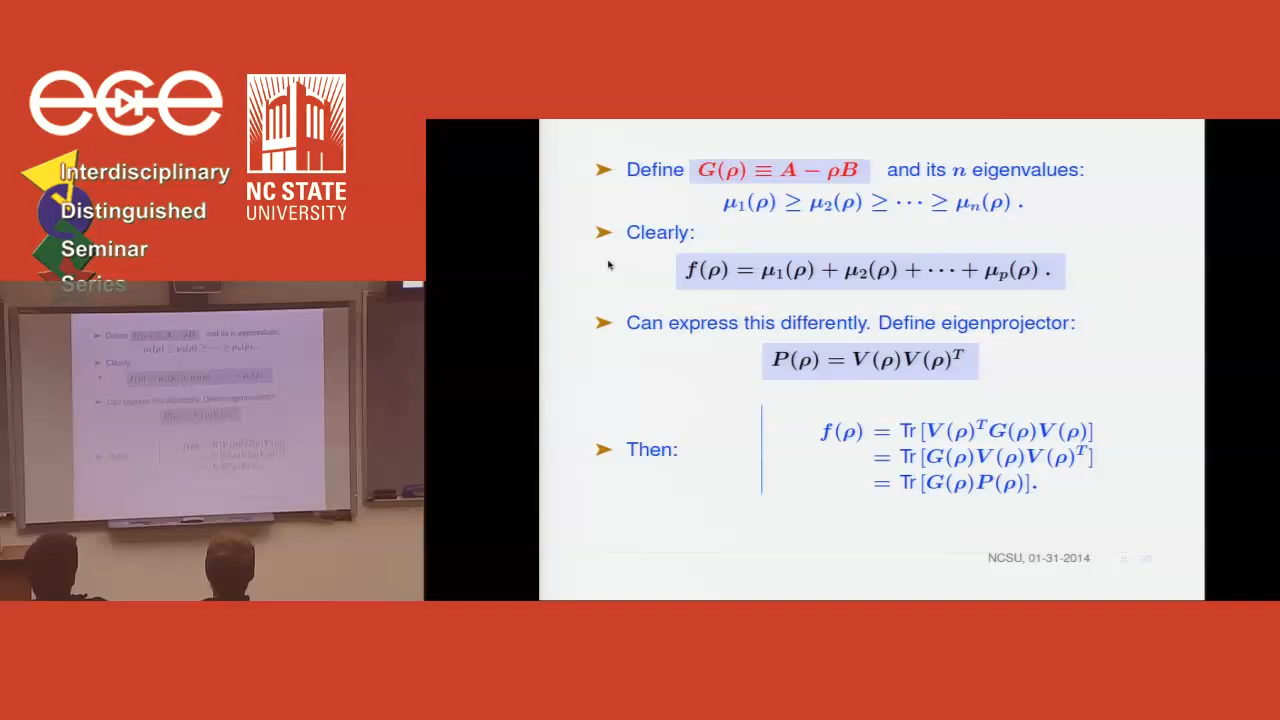 ece
Interdisciplinary
Distinguished
Seminar
Series
NC STATE
UNIVERSITY
➤ Define G(ρ) ≡ A − ρB and its n eigenvalues:
μ₁(ρ) ≥ μ₂(ρ) ≥ ⋯ ≥ μₙ(ρ) .
➤ Clearly:
f(ρ) = μ₁(ρ) + μ₂(ρ) + ⋯ + μₚ(ρ) .
➤ Can express this differently. Define eigenprojector:
P(ρ) = V(ρ)V(ρ)ᵀ
➤ Then:
f(ρ) = Tr [V(ρ)ᵀG(ρ)V(ρ)]
= Tr [G(ρ)V(ρ)V(ρ)ᵀ]
= Tr [G(ρ)P(ρ)].
NCSU, 01-31-2014